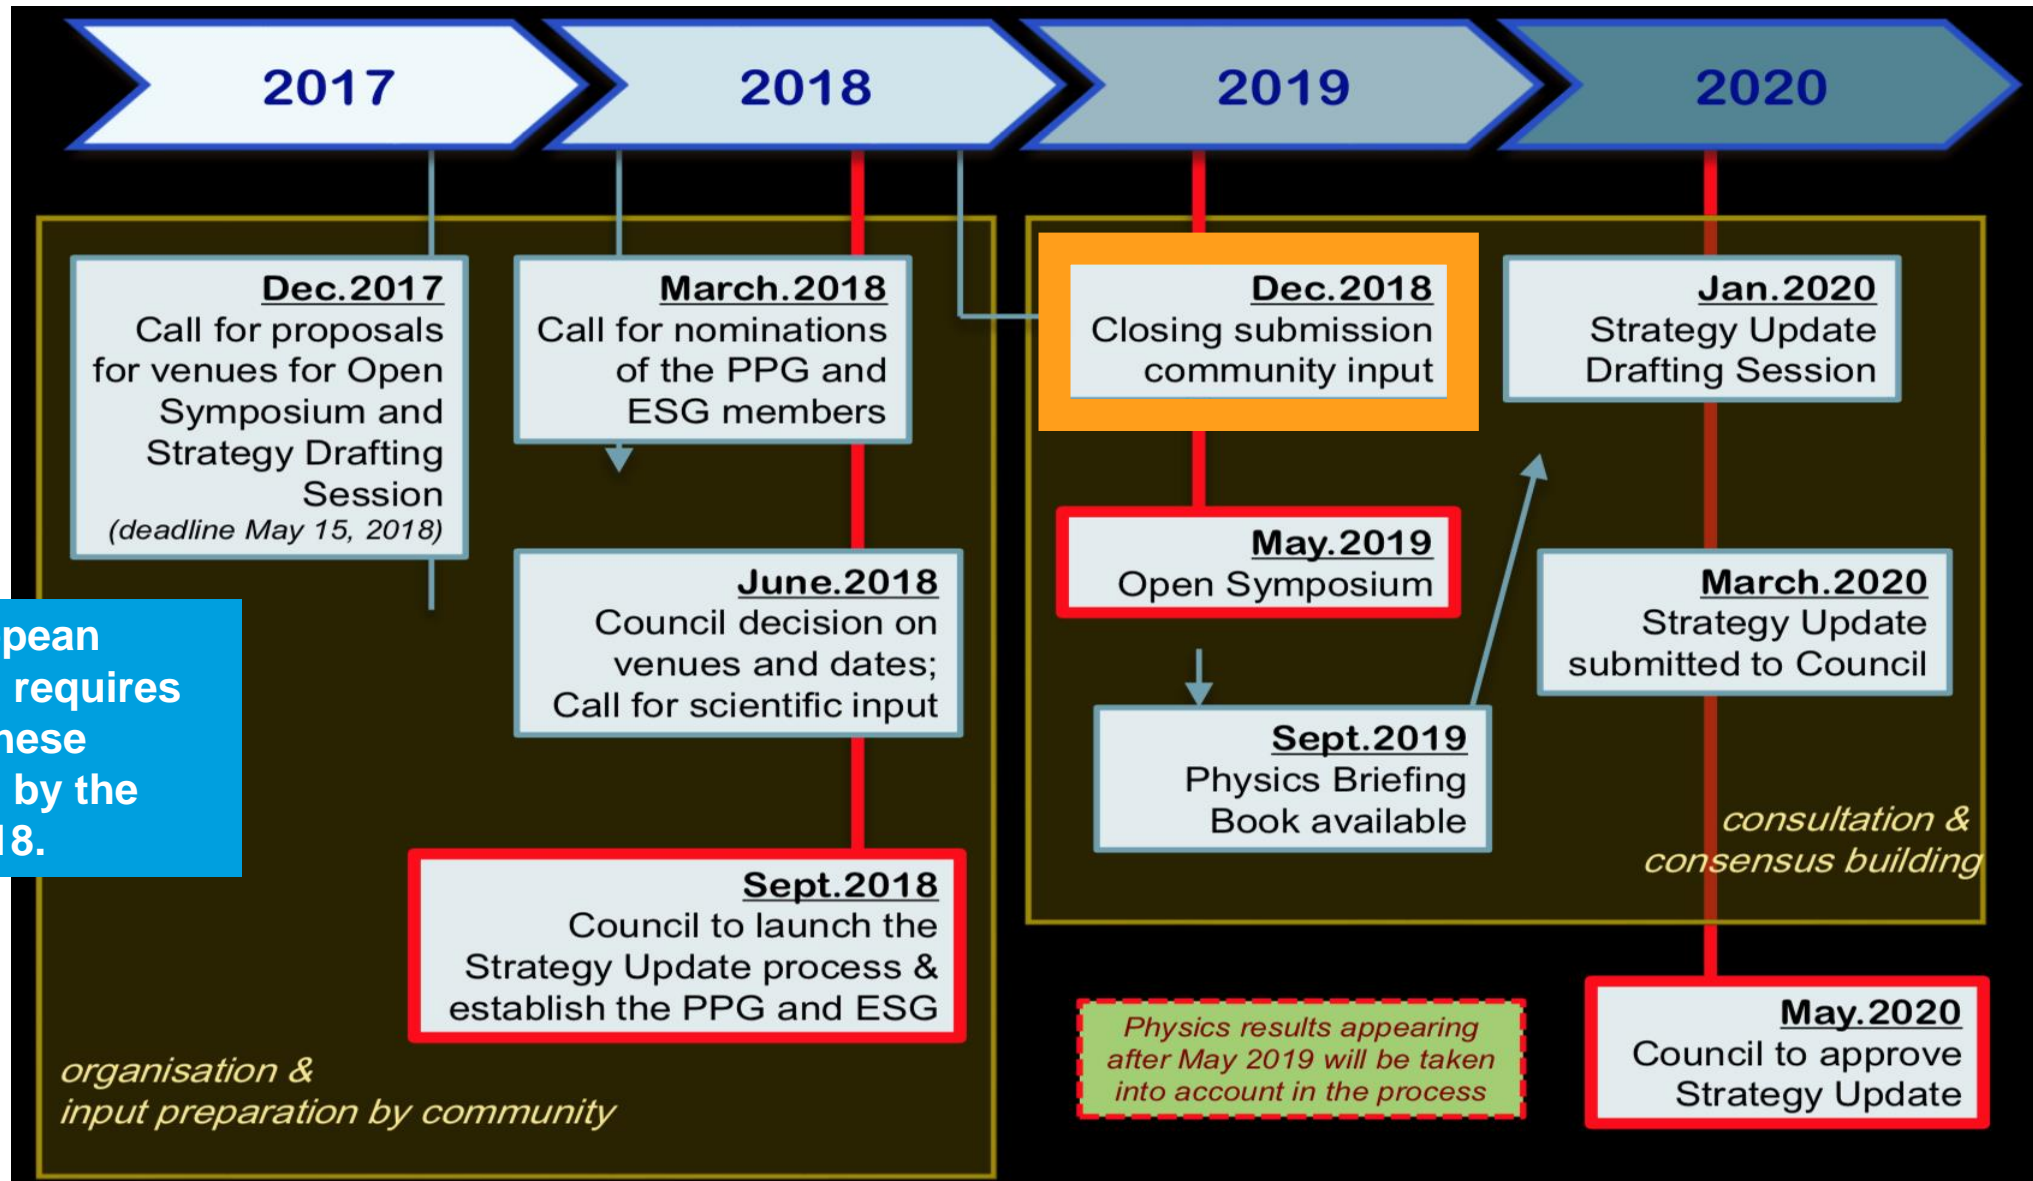 2017
2018
2019
2020
Dec.2017
Call for proposals
for venues for Open
Symposium and
Strategy Drafting
Session
(deadline May 15, 2018)
March.2018
Call for nominations
of the PPG and
ESG members
June.2018
Council decision on
venues and dates;
Call for scientific input
Sept.2018
Council to launch the
Strategy Update process &
establish the PPG and ESG
organisation &
input preparation by community
pean
requires
hese
by the
18.
Dec.2018
Closing submission
community input
May.2019
Open Symposium
Sept.2019
Physics Briefing
Book available
Jan.2020
Strategy Update
Drafting Session
March.2020
Strategy Update
submitted to Council
consultation &
consensus building
Physics results appearing
after May 2019 will be taken
into account in the process
May.2020
Council to approve
Strategy Update